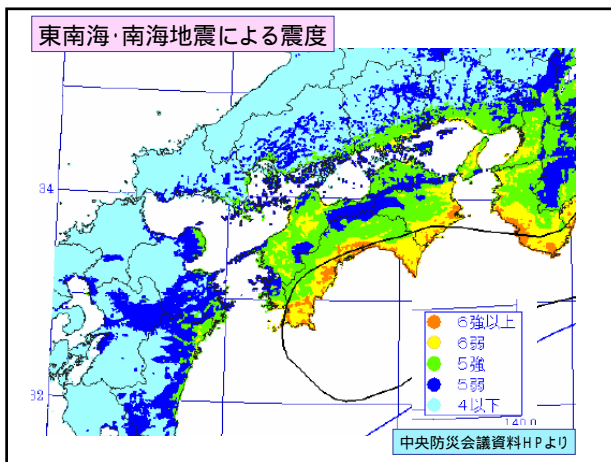 東南海・南海地震による震度
34
32
6強以上
6弱
5強
5弱
4以下
140.0
中央防災会議資料HPより